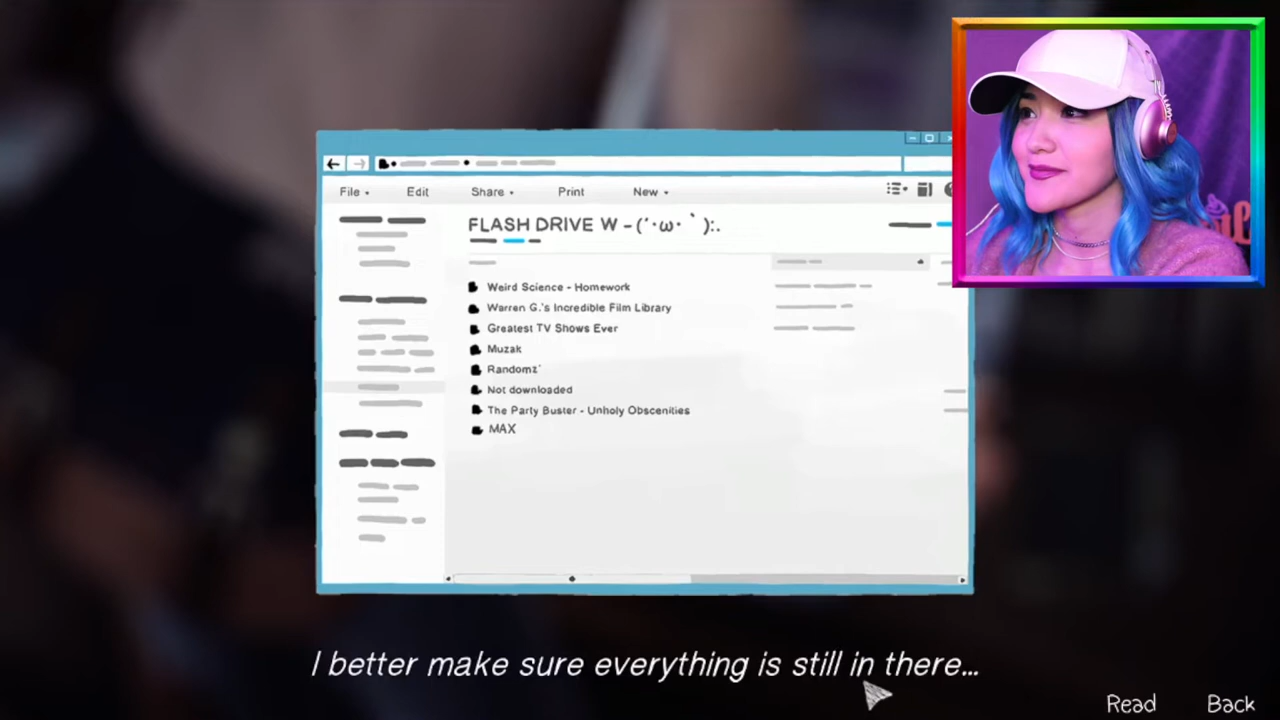 File Edit Share Print New
FLASH DRIVE W -(´･ω･`):.
Weird Science - Homework
Warren G.'s Incredible Film Library
Greatest TV Shows Ever
Muzak
Randomz'
Not downloaded
The Party Buster - Unholy Obscenities
MAX
I better make sure everything is still in there...
Read Back